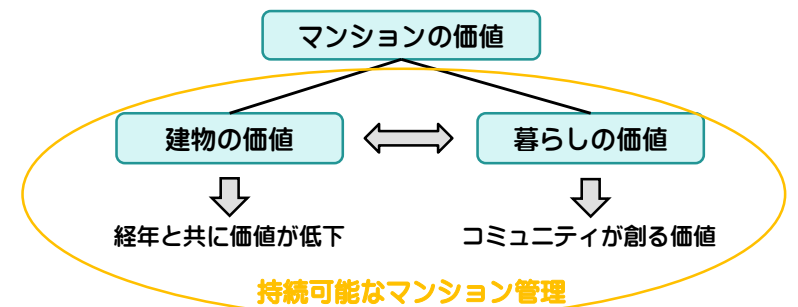 マンションの価値
建物の価値
暮らしの価値
経年と共に価値が低下
コミュニティが創る価値
持続可能なマンション管理